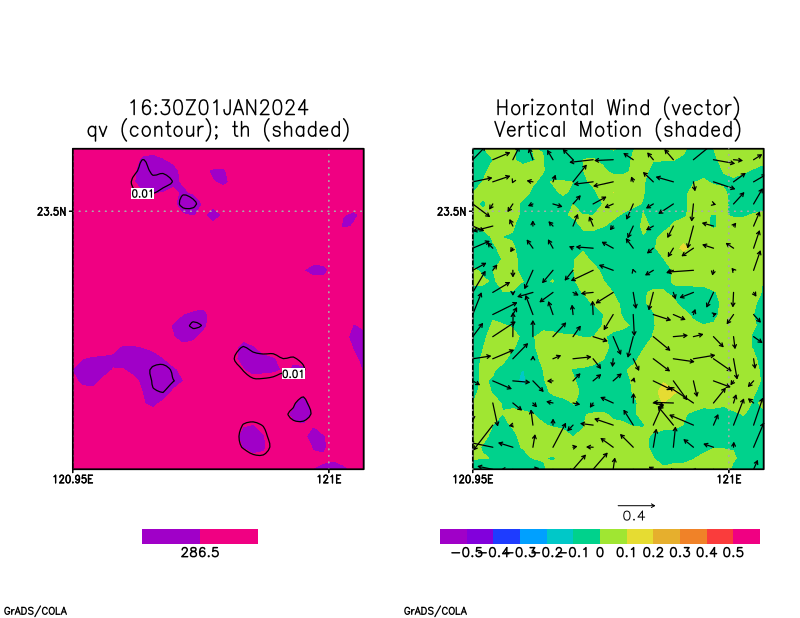 16:30Z01JAN2024
qv (contour); th (shaded)
0.01
23.5N
0.01
120.95E 121E
286.5
Horizontal Wind (vector)
Vertical Motion (shaded)
23.5N
120.95E 121E
0.4
-0.5 -0.4 -0.3 -0.2 -0.1 0 0.1 0.2 0.3 0.4 0.5
GrADS/COLA
GrADS/COLA